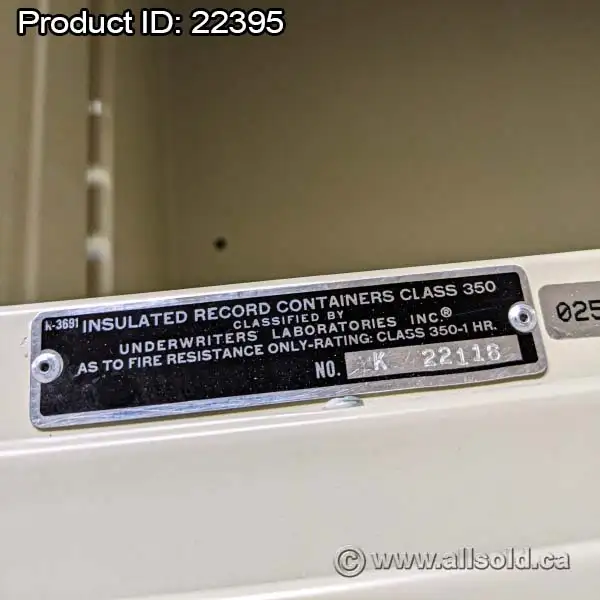 Product ID: 22395
N-3691 INSULATED RECORD CONTAINERS CLASS 350
CLASSIFIED BY
UNDERWRITERS LABORATORIES INC®
AS TO FIRE RESISTANCE ONLY-RATING: CLASS 350-1 HR.
NO. K 22116
025
© www.allsold.ca